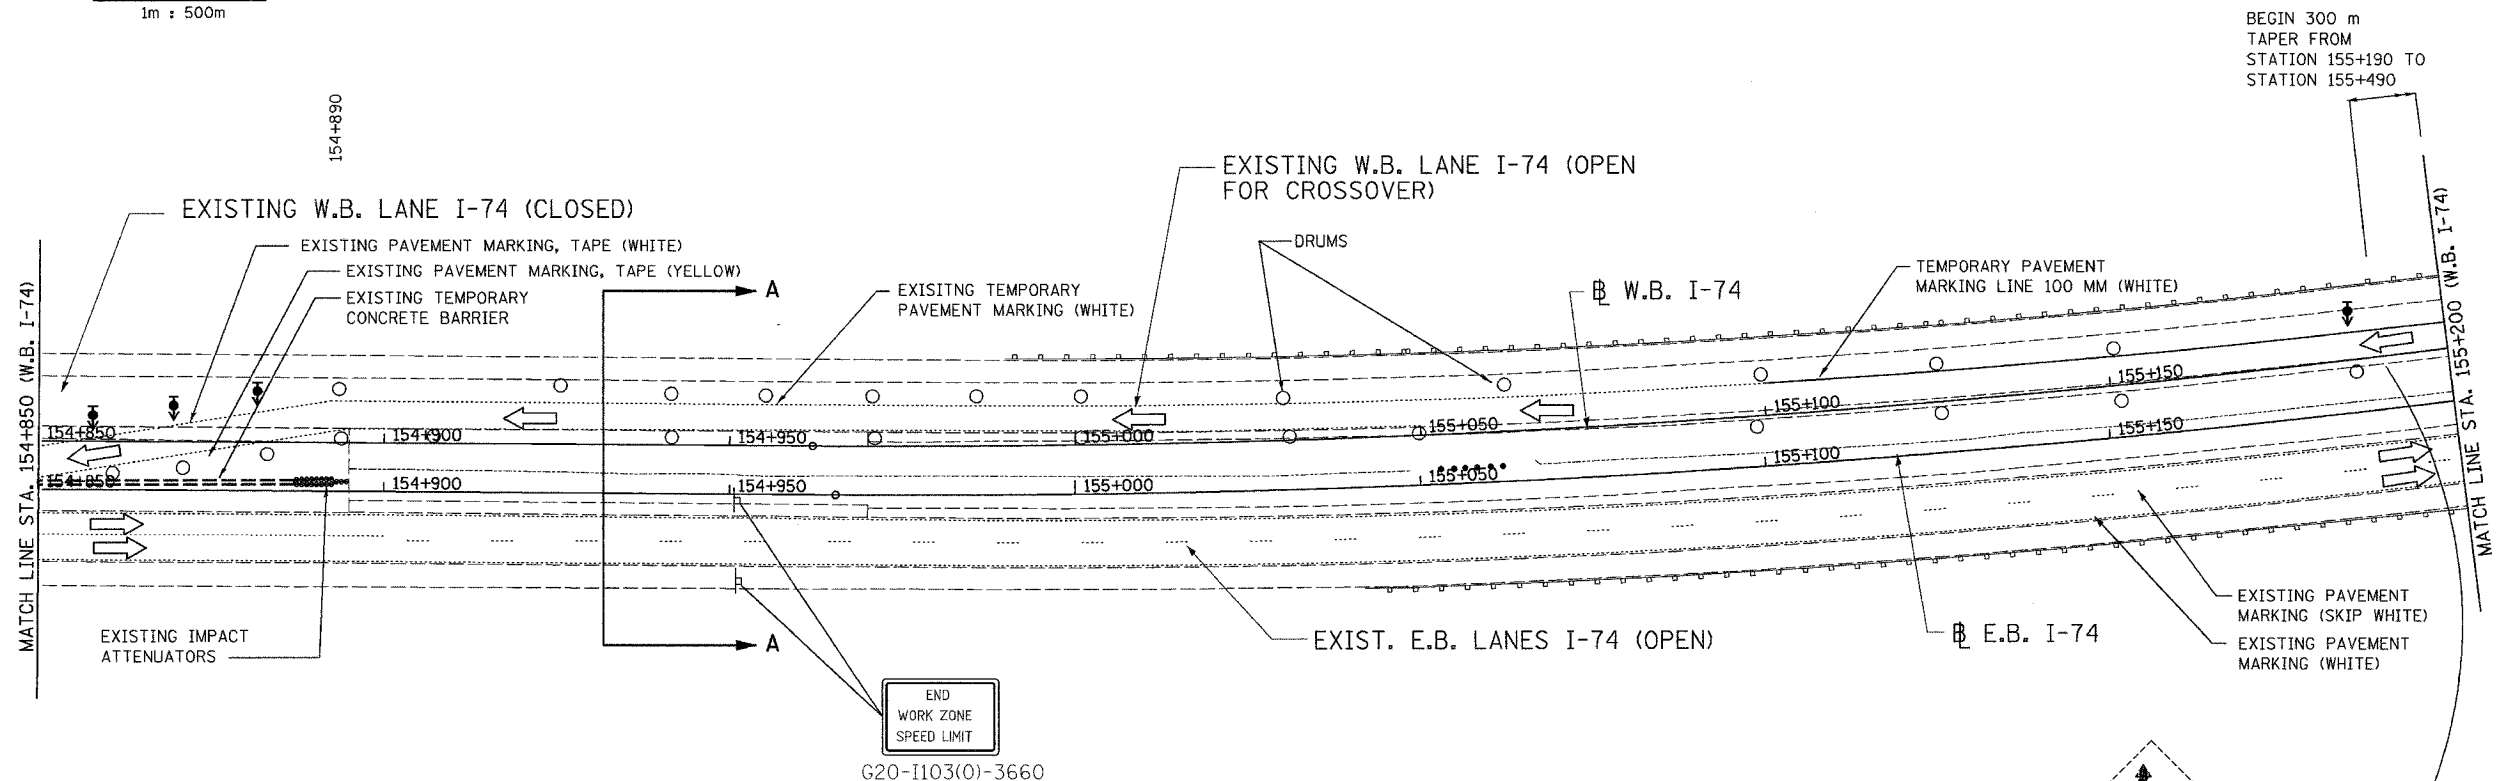 1m : 500m
BEGIN 300 m
TAPER FROM
STATION 155+190 TO
STATION 155+490
154+890
EXISTING W.B. LANE I-74 (OPEN
FOR CROSSOVER)
EXISTING W.B. LANE I-74 (CLOSED)
EXISTING PAVEMENT MARKING, TAPE (WHITE)
EXISTING PAVEMENT MARKING, TAPE (YELLOW)
EXISTING TEMPORARY
CONCRETE BARRIER
A
EXISITNG TEMPORARY
PAVEMENT MARKING (WHITE)
DRUMS
℄ W.B. I-74
TEMPORARY PAVEMENT
MARKING LINE 100 MM (WHITE)
MATCH LINE STA. 154+850 (W.B. I-74)
MATCH LINE STA. 155+200 (W.B. I-74)
154+850
154+900
154+950
155+000
155+050
155+100
155+150
154+850
154+900
154+950
155+000
155+050
155+100
155+150
EXISTING IMPACT
ATTENUATORS
A
EXIST. E.B. LANES I-74 (OPEN)
℄ E.B. I-74
EXISTING PAVEMENT
MARKING (SKIP WHITE)
EXISTING PAVEMENT
MARKING (WHITE)
END
WORK ZONE
SPEED LIMIT
G20-I103(0)-3660